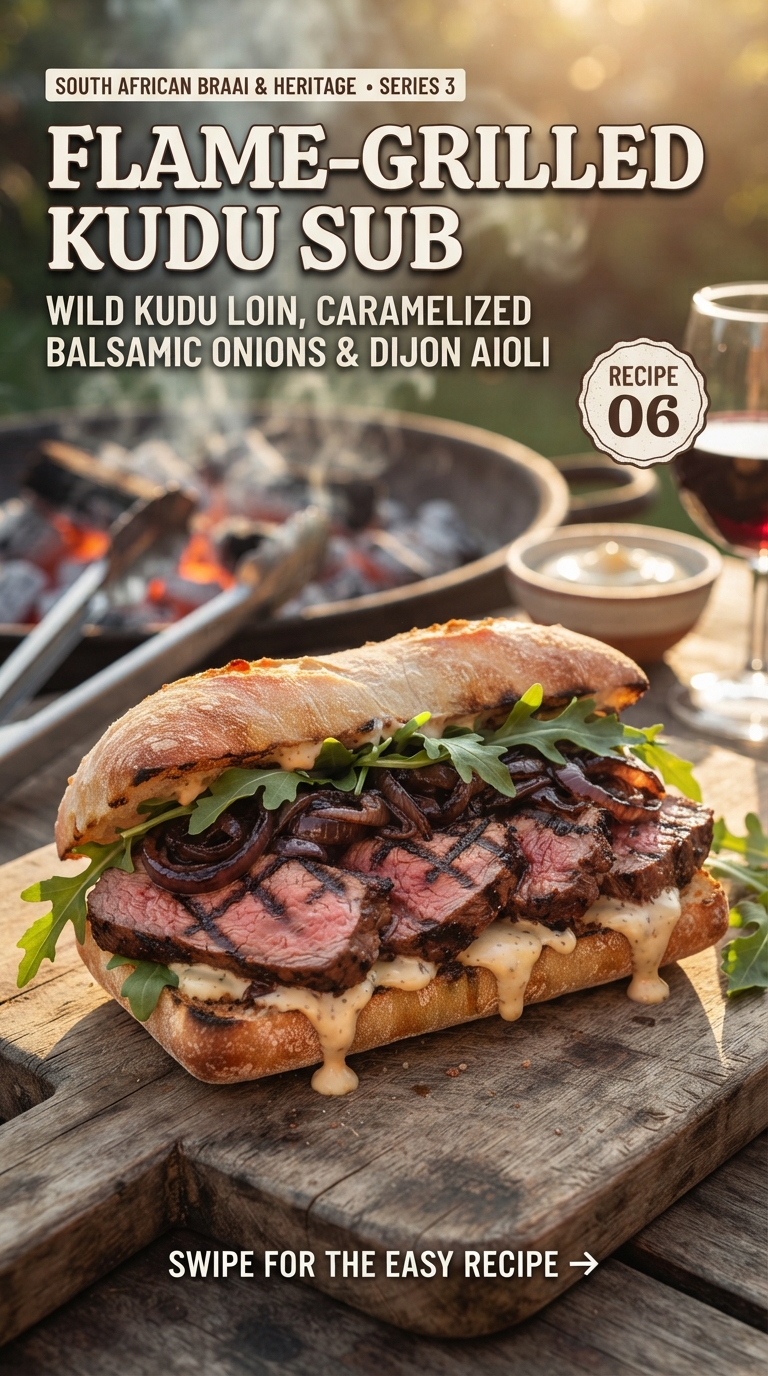 SOUTH AFRICAN BRAAI & HERITAGE • SERIES 3
FLAME-GRILLED
KUDU SUB
WILD KUDU LOIN, CARAMELIZED
BALSAMIC ONIONS & DIJON AIOLI
RECIPE
06
SWIPE FOR THE EASY RECIPE →